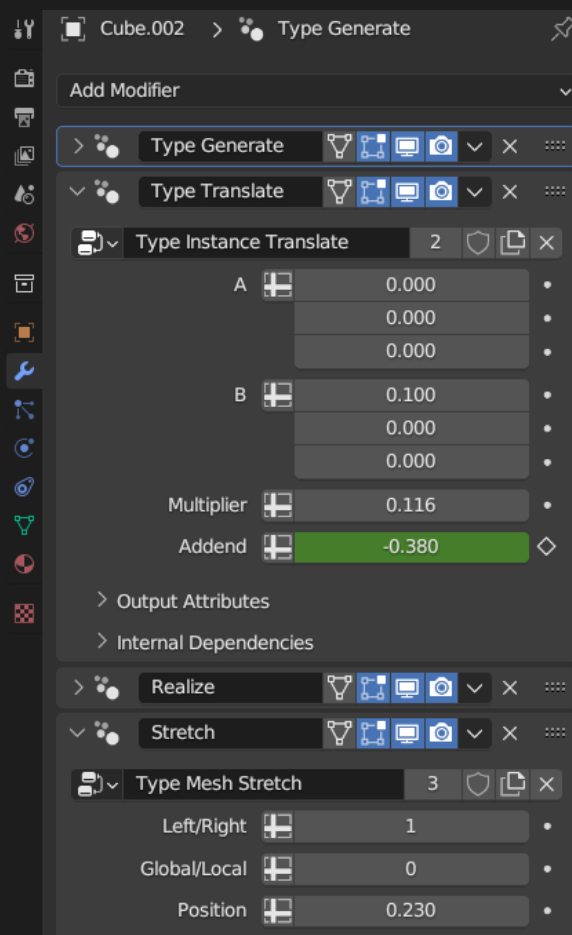 Cube.002 > Type Generate
Add Modifier
Type Generate
Type Translate
Type Instance Translate 2
A 0.000
0.000
0.000
B 0.100
0.000
0.000
Multiplier 0.116
Addend -0.380
Output Attributes
Internal Dependencies
Realize
Stretch
Type Mesh Stretch 3
Left/Right 1
Global/Local 0
Position 0.230